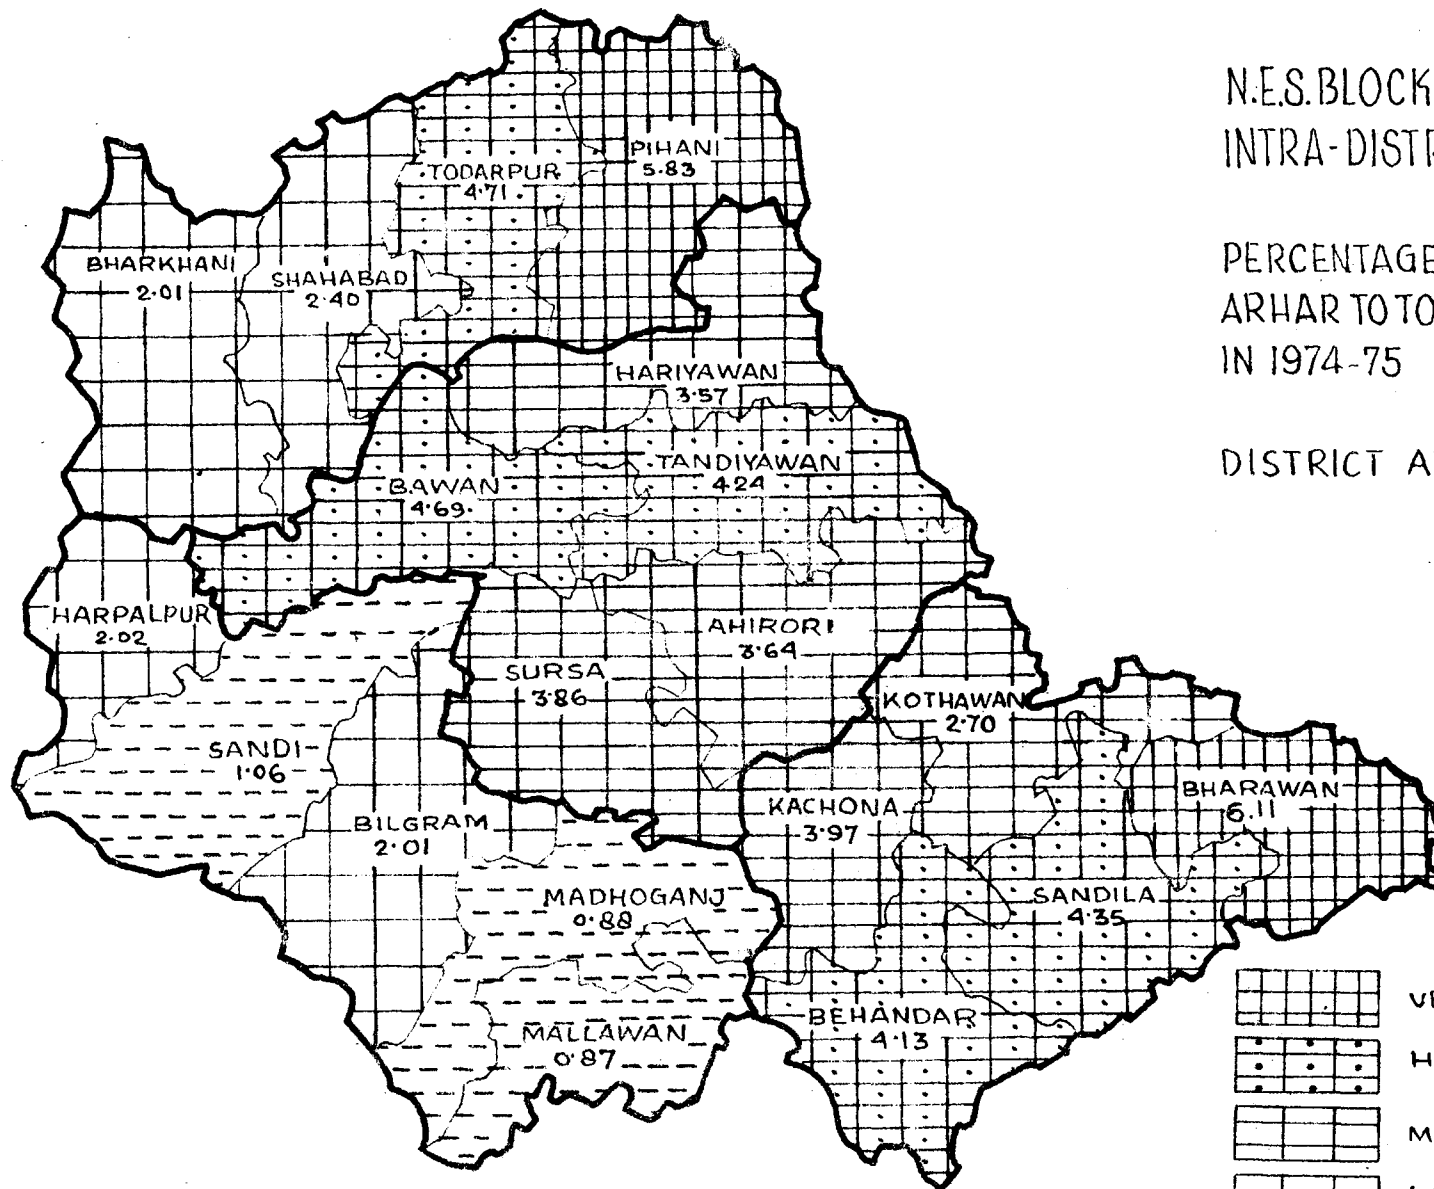 N.E.S. BLOCK
INTRA-DISTR
PERCENTAGE
ARHAR TO TO
IN 1974-75
DISTRICT A
PIHANI
5.83
TODARPUR
4.71
BHARKHANI
2.01
SHAHABAD
2.40
HARIYAWAN
3.57
TANDIYAWAN
4.24
BAWAN
4.69
HARPALPUR
2.02
AHIRORI
3.64
SURSA
3.86
KOTHAWAN
2.70
SANDI
1.06
BHARAWAN
6.11
KACHONA
3.97
BILGRAM
2.01
MADHOGANJ
0.88
SANDILA
4.35
BEHANDAR
4.13
MALLAWAN
0.87
H
M